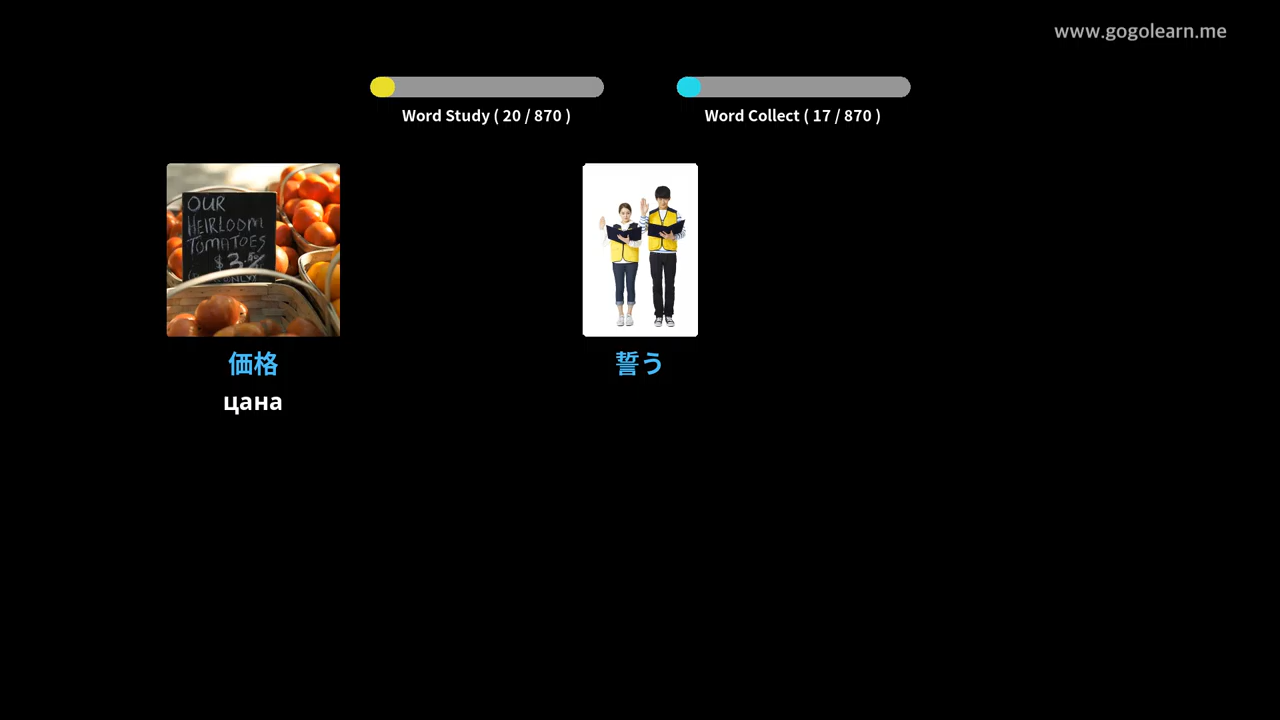 www.gogolearn.me
Word Study ( 20 / 870 )
Word Collect ( 17 / 870 )
OUR
HEIRLOOM
TOMATOES
価格
誓う
цана